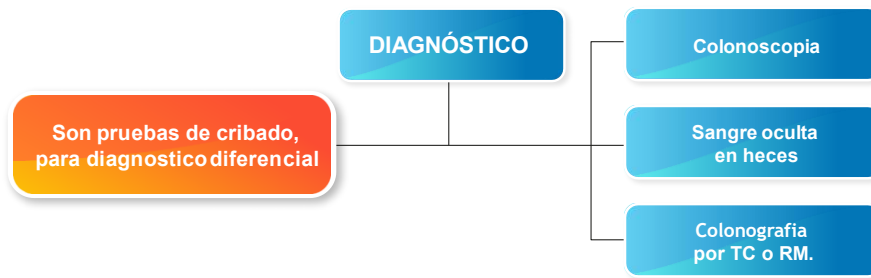 DIAGNÓSTICO
Son pruebas de cribado,
para diagnostico diferencial
Colonoscopia
Sangre oculta
en heces
Colonografia
por TC o RM.